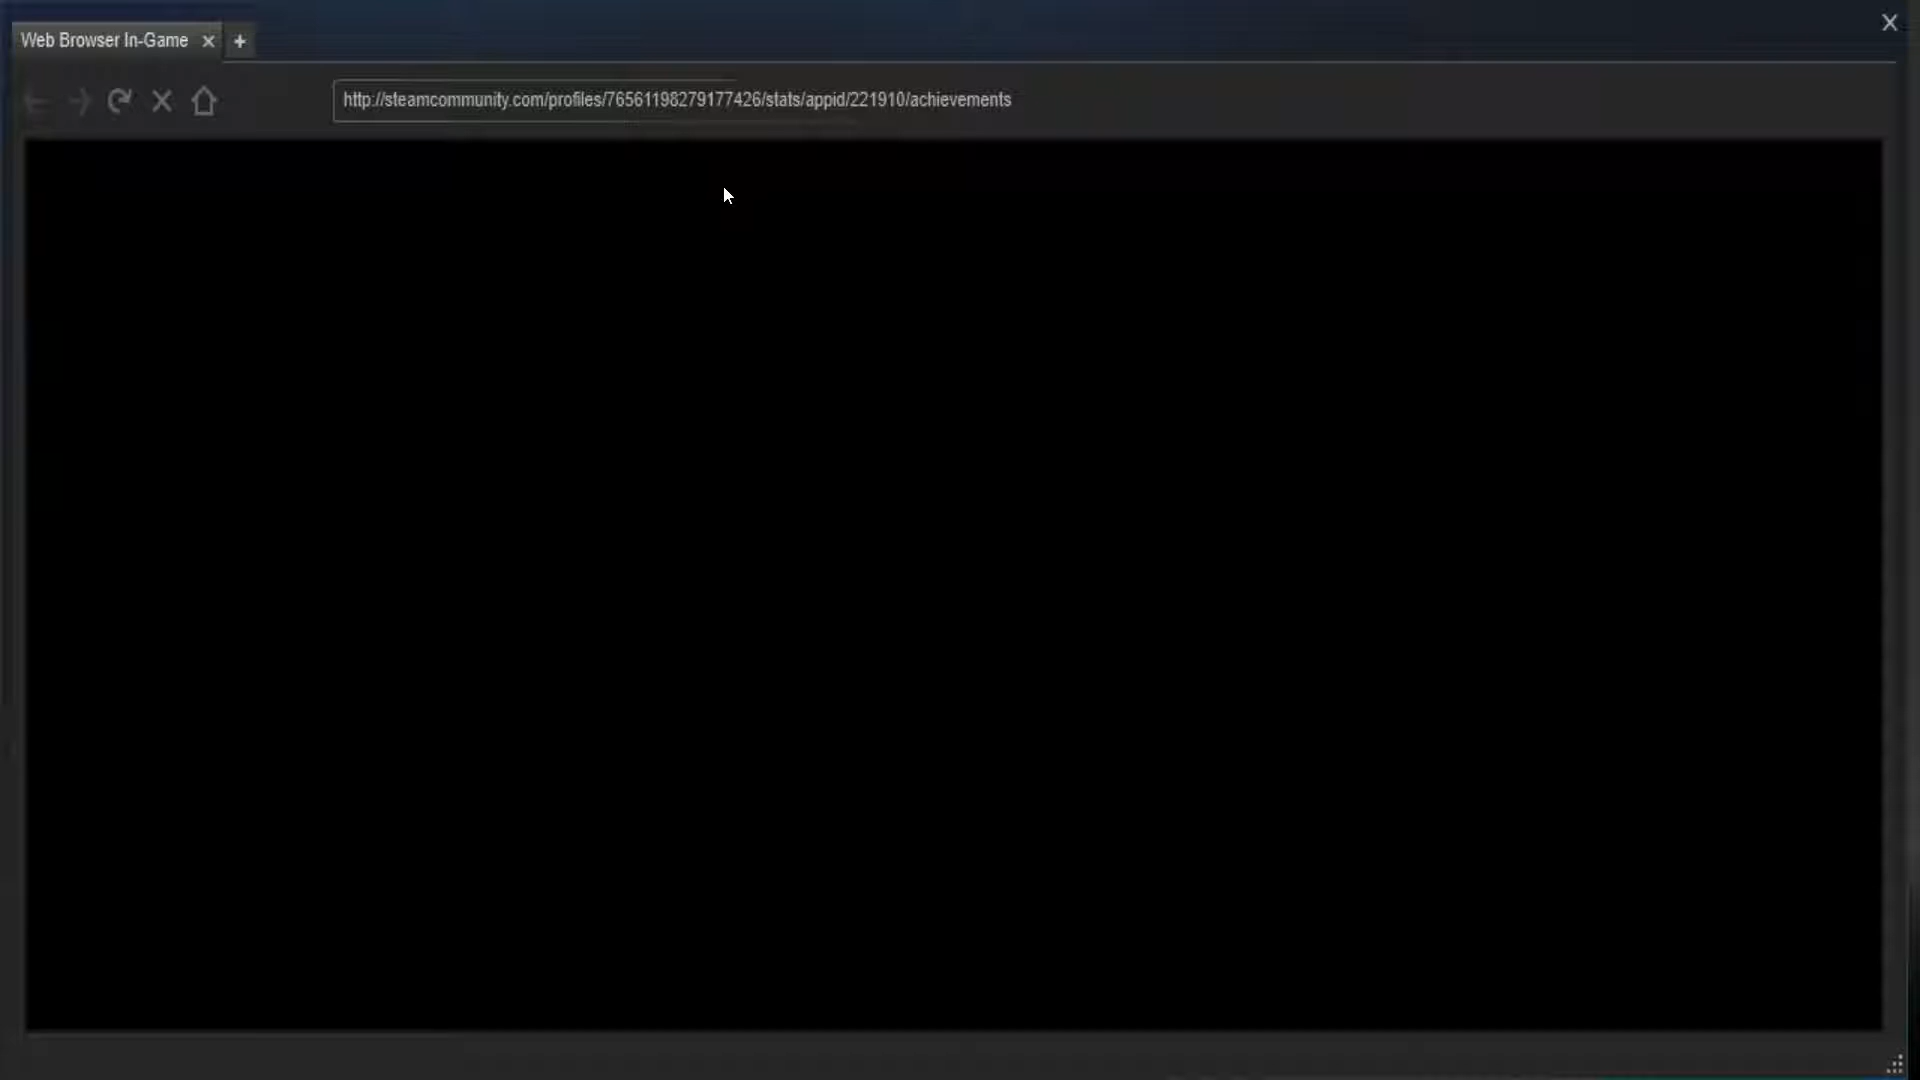 Web Browser In-Game
http://steamcommunity.com/profiles/76561198279177426/stats/appid/221910/achievements